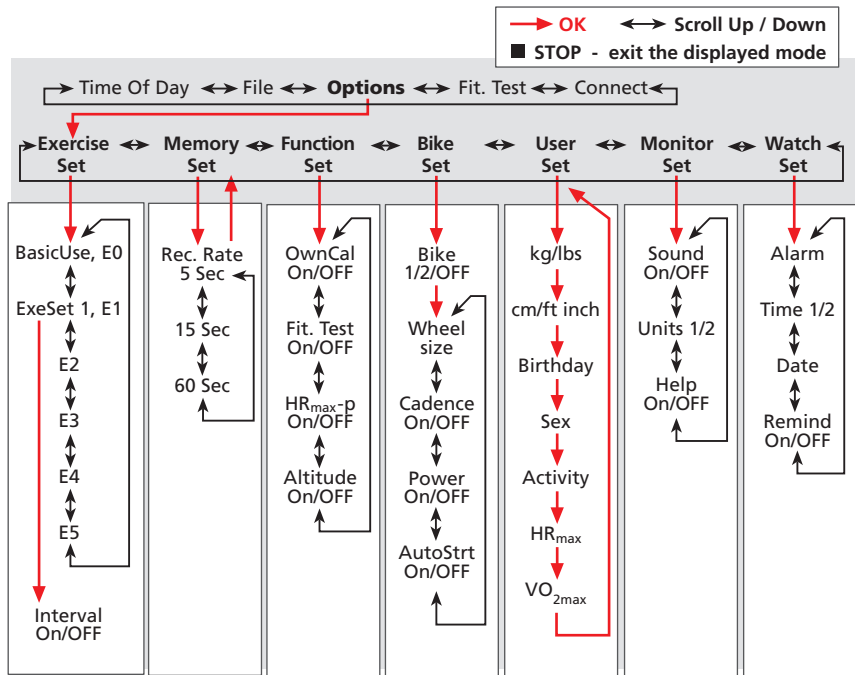 OK Scroll Up / Down
STOP - exit the displayed mode
Time Of Day File Options Fit. Test Connect
Exercise Set
Memory Set
Function Set
Bike Set
User Set
Monitor Set
Watch Set
BasicUse, E0
ExeSet 1, E1
E2
E3
E4
E5
Interval
On/OFF
Rec. Rate
5 Sec
15 Sec
60 Sec
OwnCal
On/OFF
Fit. Test
On/OFF
HRmax-p
On/OFF
Altitude
On/OFF
Bike
1/2/OFF
Wheel
size
Cadence
On/OFF
Power
On/OFF
AutoStrt
On/OFF
kg/lbs
cm/ft inch
Birthday
Sex
Activity
HRmax
VO2max
Sound
On/OFF
Units 1/2
Help
On/OFF
Alarm
Time 1/2
Date
Remind
On/OFF